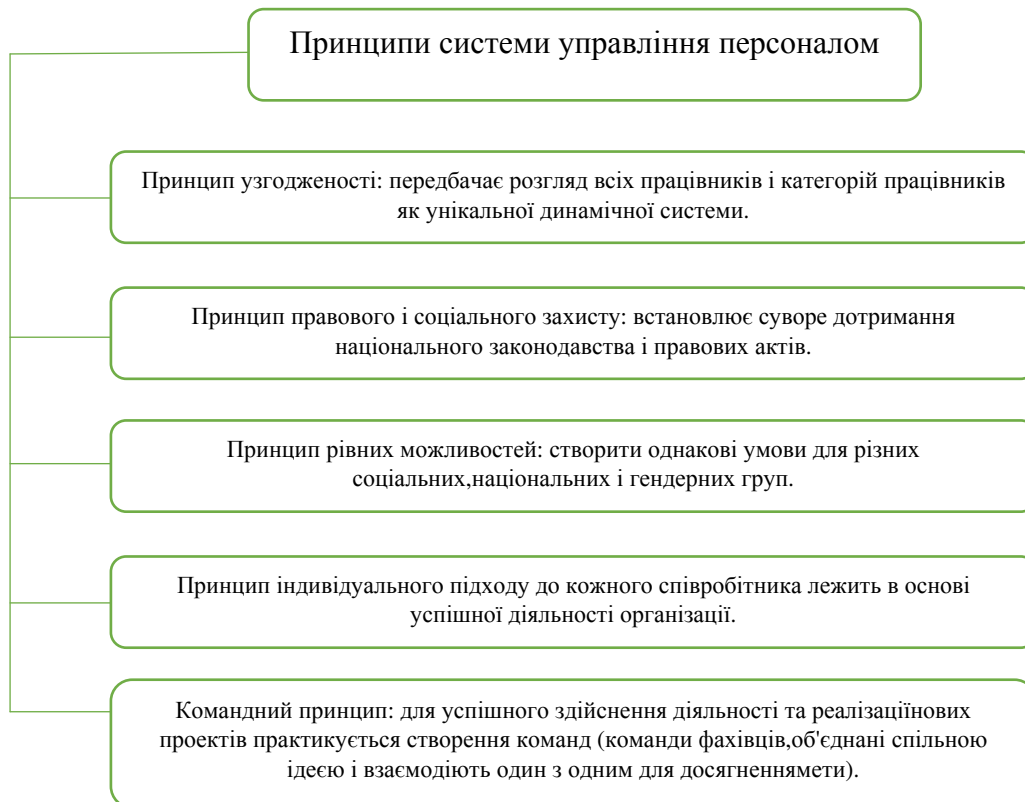 Принципи системи управління персоналом
Принцип узгодженості: передбачає розгляд всіх працівників і категорій працівників
як унікальної динамічної системи.
Принцип правового і соціального захисту: встановлює суворе дотримання
національного законодавства і правових актів.
Принцип рівних можливостей: створити однакові умови для різних
соціальних,національних і гендерних груп.
Принцип індивідуального підходу до кожного співробітника лежить в основі
успішної діяльності організації.
Командний принцип: для успішного здійснення діяльності та реалізаціїнових
проектів практикується створення команд (команди фахівців,об'єднані спільною
ідеєю і взаємодіють один з одним для досягненнямети).